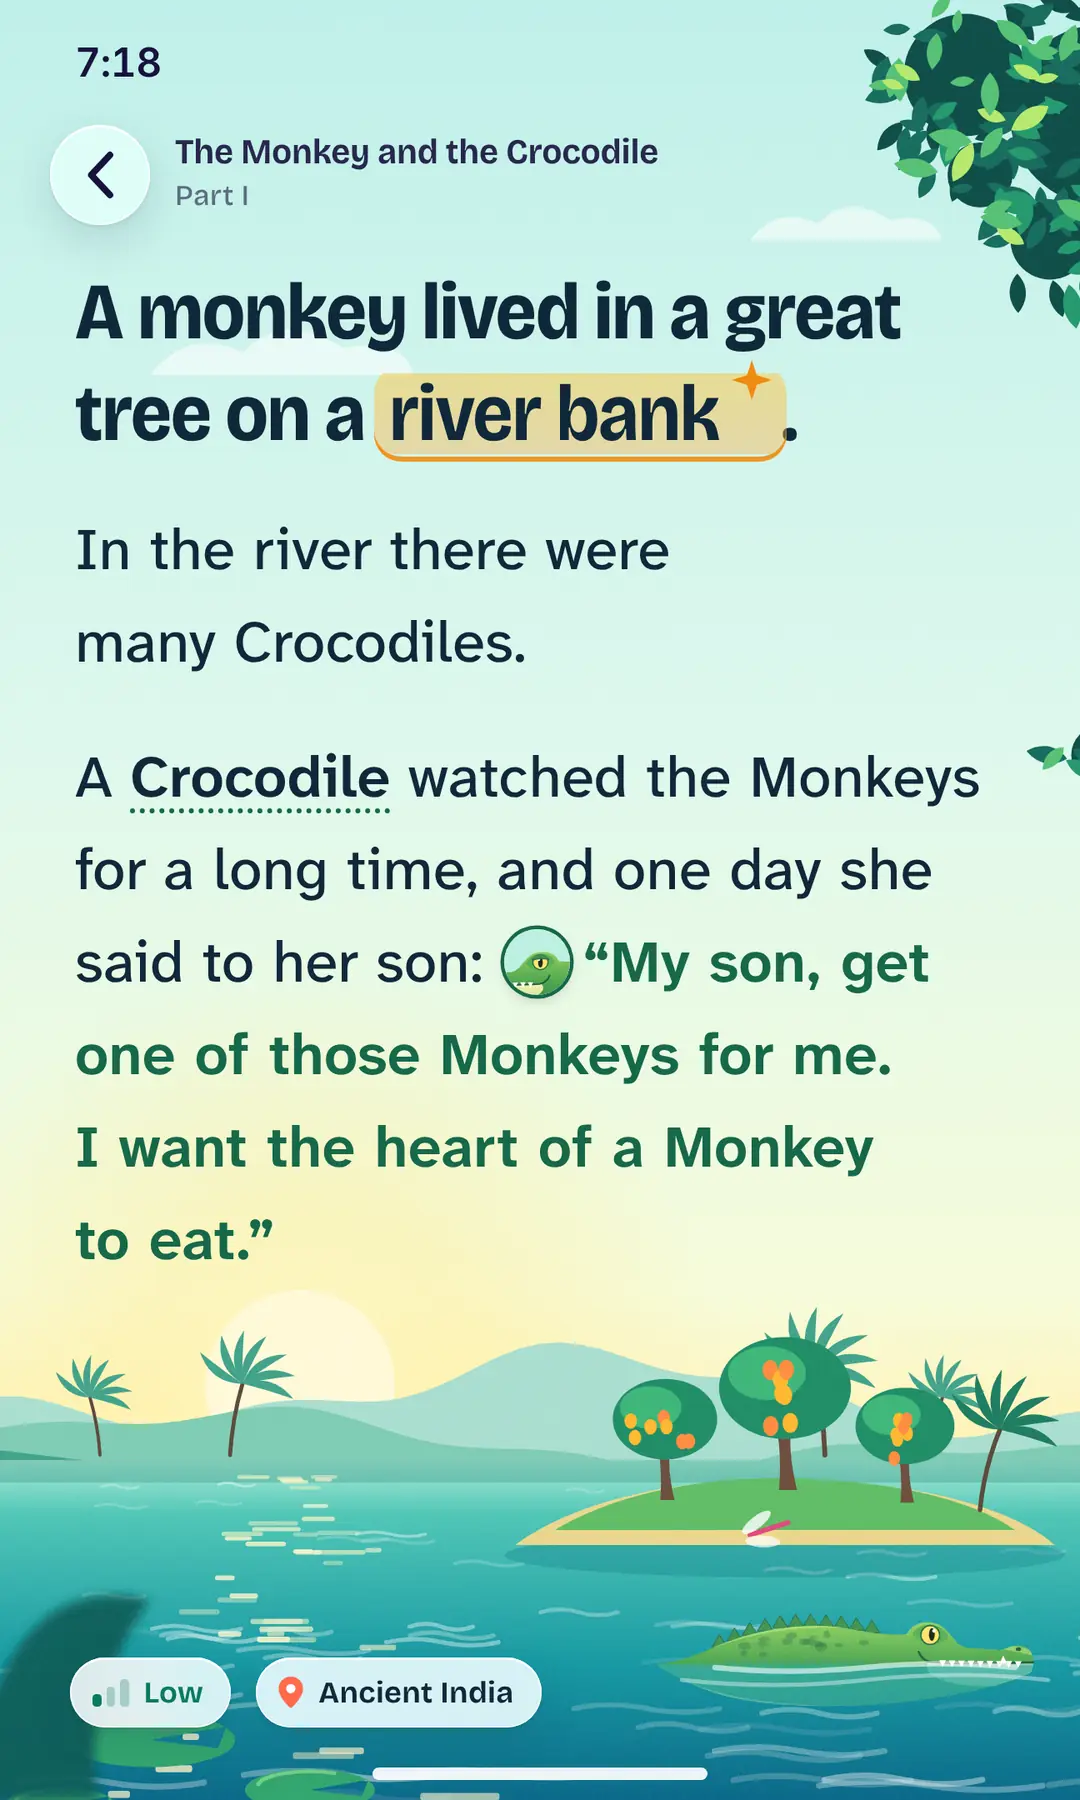 7:18
The Monkey and the Crocodile
Part I
A monkey lived in a great
tree on a river bank.
In the river there were
many Crocodiles.
A Crocodile watched the Monkeys
for a long time, and one day she
said to her son: “My son, get
one of those Monkeys for me.
I want the heart of a Monkey
to eat.”
Low
Ancient India